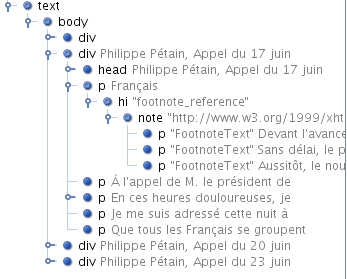 text
body
div
div Philippe Pétain, Appel du 17 juin
head Philippe Pétain, Appel du 17 juin
p Français
hi "footnote_reference"
note "http://www.w3.org/1999/xht
p "FootnoteText" Devant l'avance
p "FootnoteText" Sans délai, le p
p "FootnoteText" Aussitôt, le nou
p À l'appel de M. le président de
p En ces heures douloureuses, je
p Je me suis adressé cette nuit à
p Que tous les Français se groupent
div Philippe Pétain, Appel du 20 juin
div Philippe Pétain, Appel du 23 juin